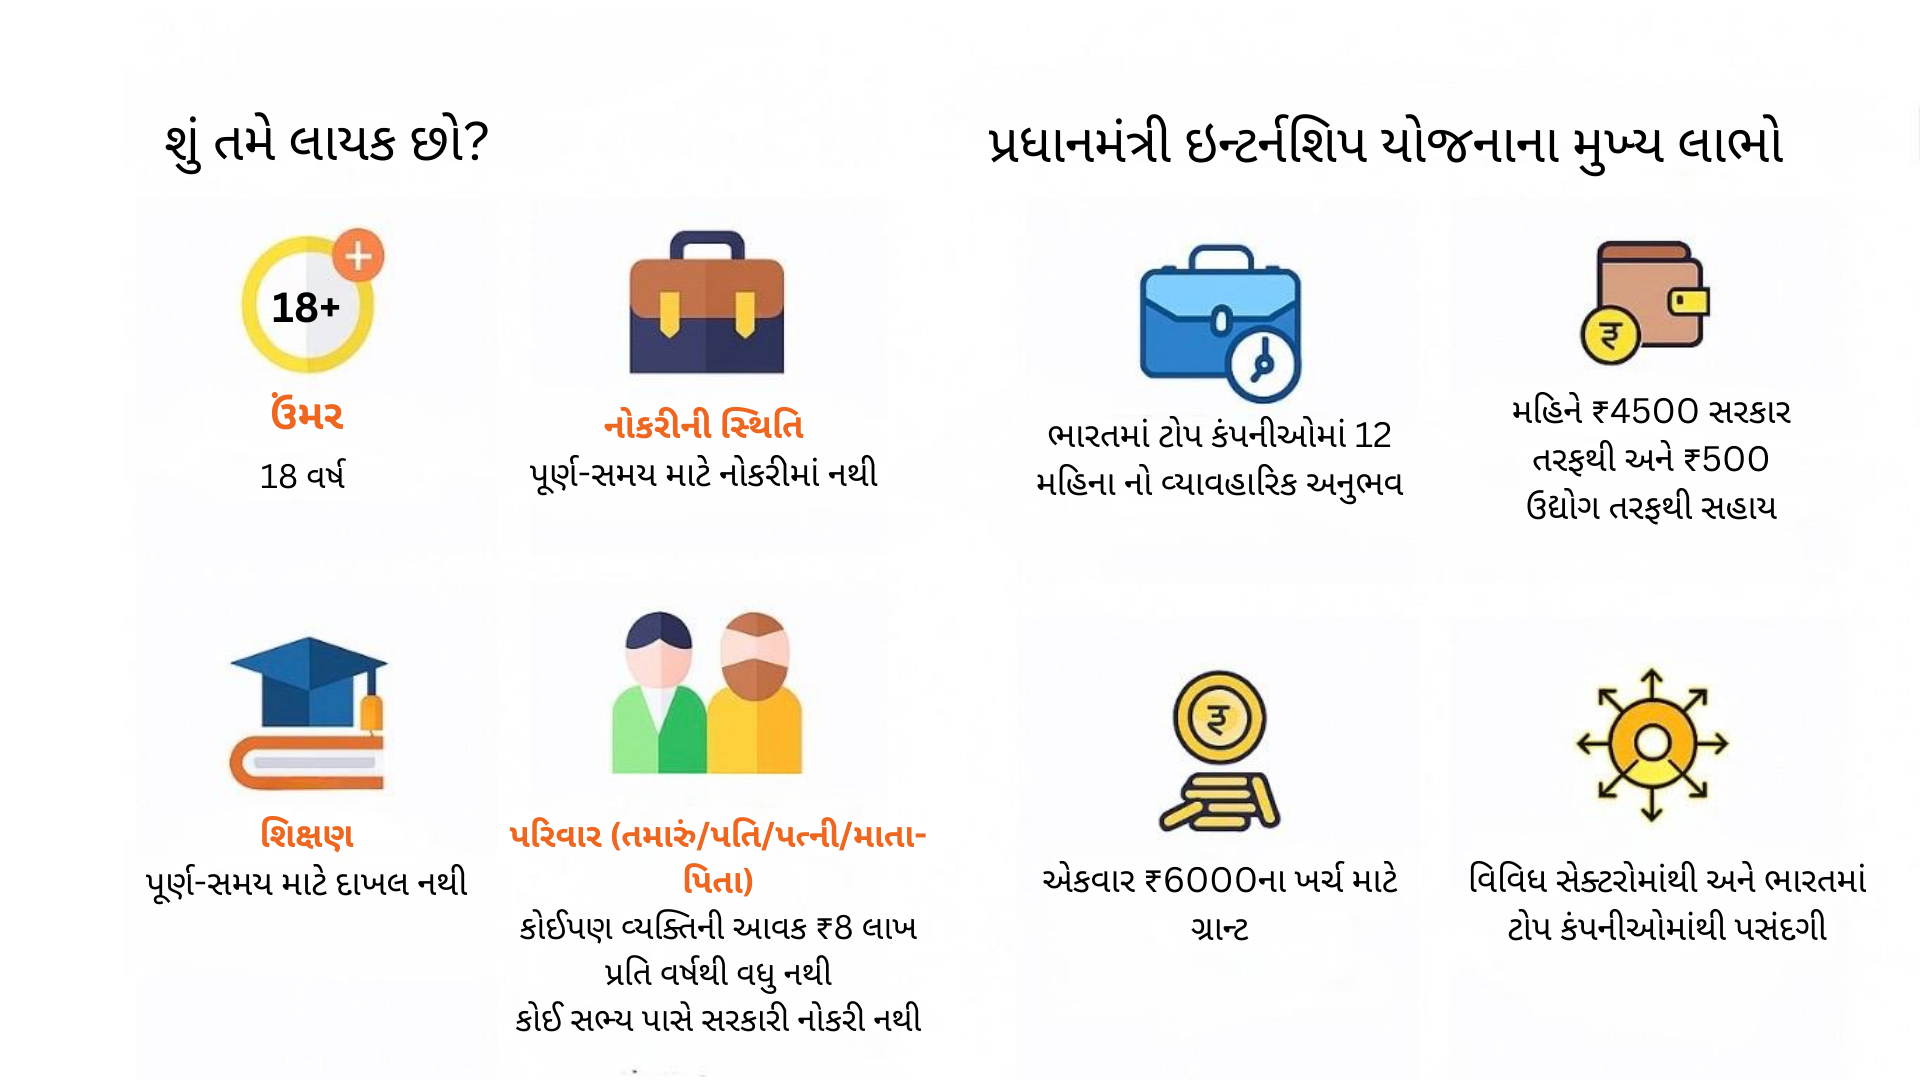 શું તમે લાયક છો?
18+
ઉંમર
18 વર્ષ
નોકરીની સ્થિતિ
પૂર્ણ-સમય માટે નોકરીમાં નથી
શિક્ષણ
પૂર્ણ-સમય માટે દાખલ નથી
પરિવાર (તમારું/પતિ/પત્ની/માતા-
પિતા)
કોઈપણ વ્યક્તિની આવક ₹8 લાખ
પ્રતિ વર્ષથી વધુ નથી
કોઈ સભ્ય પાસે સરકારી નોકરી નથી
પ્રધાનમંત્રી ઇન્ટર્નશિપ યોજનાના મુખ્ય લાભો
ભારતમાં ટોપ કંપનીઓમાં 12
મહિના નો વ્યાવહારિક અનુભવ
મહિને ₹4500 સરકાર
તરફથી અને ₹500
ઉદ્યોગ તરફથી સહાય
એકવાર ₹6000ના ખર્ચ માટે
ગ્રાન્ટ
વિવિધ સેક્ટરોમાંથી અને ભારતમાં
ટોપ કંપનીઓમાંથી પસંદગી